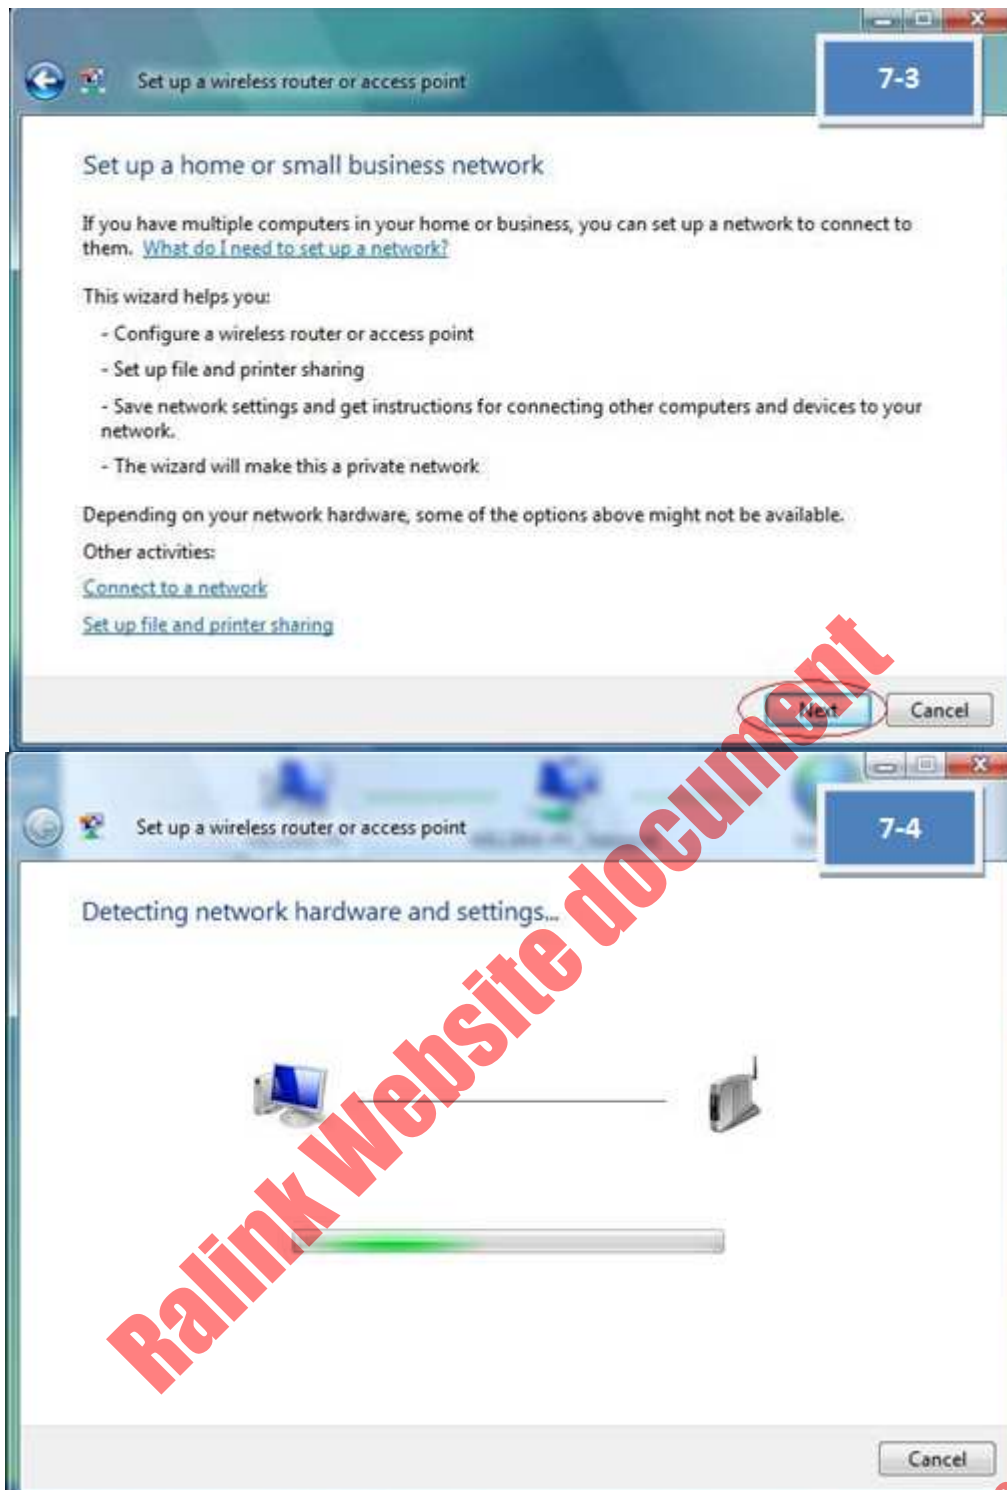 Set up a wireless router or access point
7-3
Set up a home or small business network
If you have multiple computers in your home or business, you can set up a network to connect to
them. What do I need to set up a network?
This wizard helps you:
- Configure a wireless router or access point
- Set up file and printer sharing
- Save network settings and get instructions for connecting other computers and devices to your
network.
- The wizard will make this a private network
Depending on your network hardware, some of the options above might not be available.
Other activities:
Connect to a network
Set up file and printer sharing
Next
Cancel
Set up a wireless router or access point
7-4
Detecting network hardware and settings...
Cancel
Ralink Website document